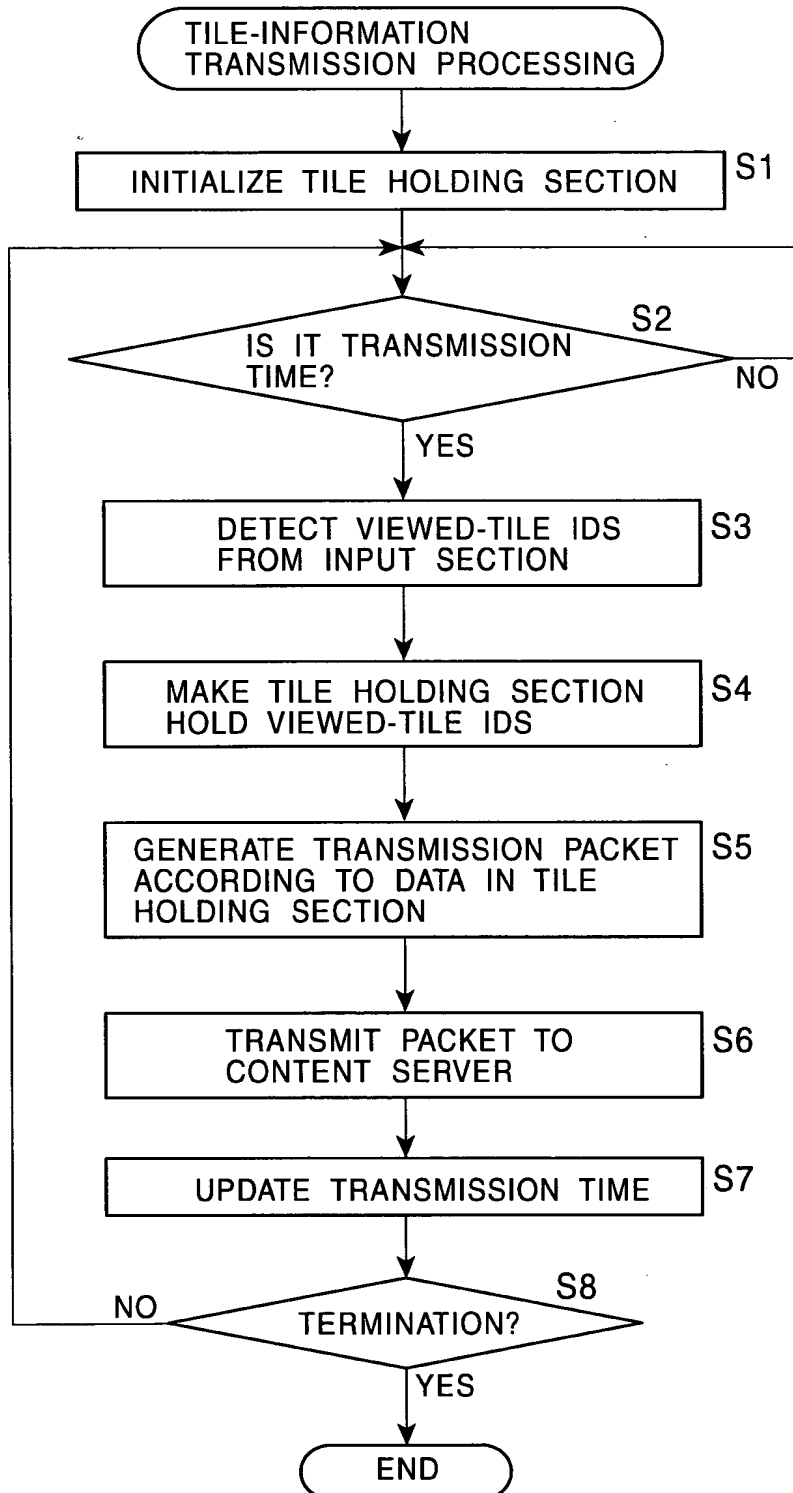 TILE-INFORMATION
TRANSMISSION PROCESSING
INITIALIZE TILE HOLDING SECTION
S1
S2
IS IT TRANSMISSION
TIME?
NO
YES
DETECT VIEWED-TILE IDS
FROM INPUT SECTION
S3
MAKE TILE HOLDING SECTION
HOLD VIEWED-TILE IDS
S4
GENERATE TRANSMISSION PACKET
ACCORDING TO DATA IN TILE
HOLDING SECTION
S5
TRANSMIT PACKET TO
CONTENT SERVER
S6
UPDATE TRANSMISSION TIME
S7
S8
NO
TERMINATION?
YES
END